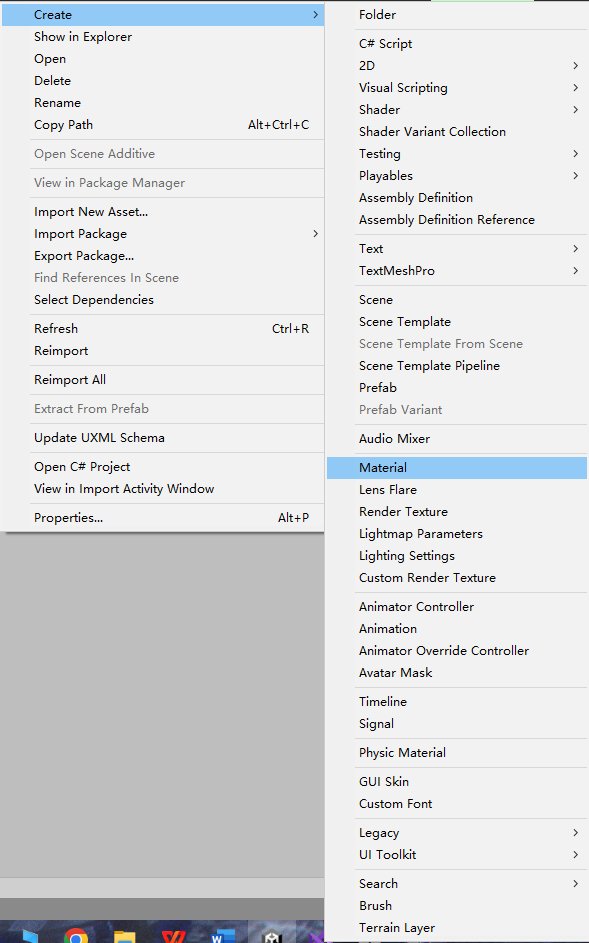 Create
Show in Explorer
Open
Delete
Rename
Copy Path Alt+Ctrl+C
Open Scene Additive
View in Package Manager
Import New Asset...
Import Package
Export Package...
Find References In Scene
Select Dependencies
Refresh Ctrl+R
Reimport
Reimport All
Extract From Prefab
Update UXML Schema
Open C# Project
View in Import Activity Window
Properties... Alt+P
Folder
C# Script
2D
Visual Scripting
Shader
Shader Variant Collection
Testing
Playables
Assembly Definition
Assembly Definition Reference
Text
TextMeshPro
Scene
Scene Template
Scene Template From Scene
Scene Template Pipeline
Prefab
Prefab Variant
Audio Mixer
Material
Lens Flare
Render Texture
Lightmap Parameters
Lighting Settings
Custom Render Texture
Animator Controller
Animation
Animator Override Controller
Avatar Mask
Timeline
Signal
Physic Material
GUI Skin
Custom Font
Legacy
UI Toolkit
Search
Brush
Terrain Layer